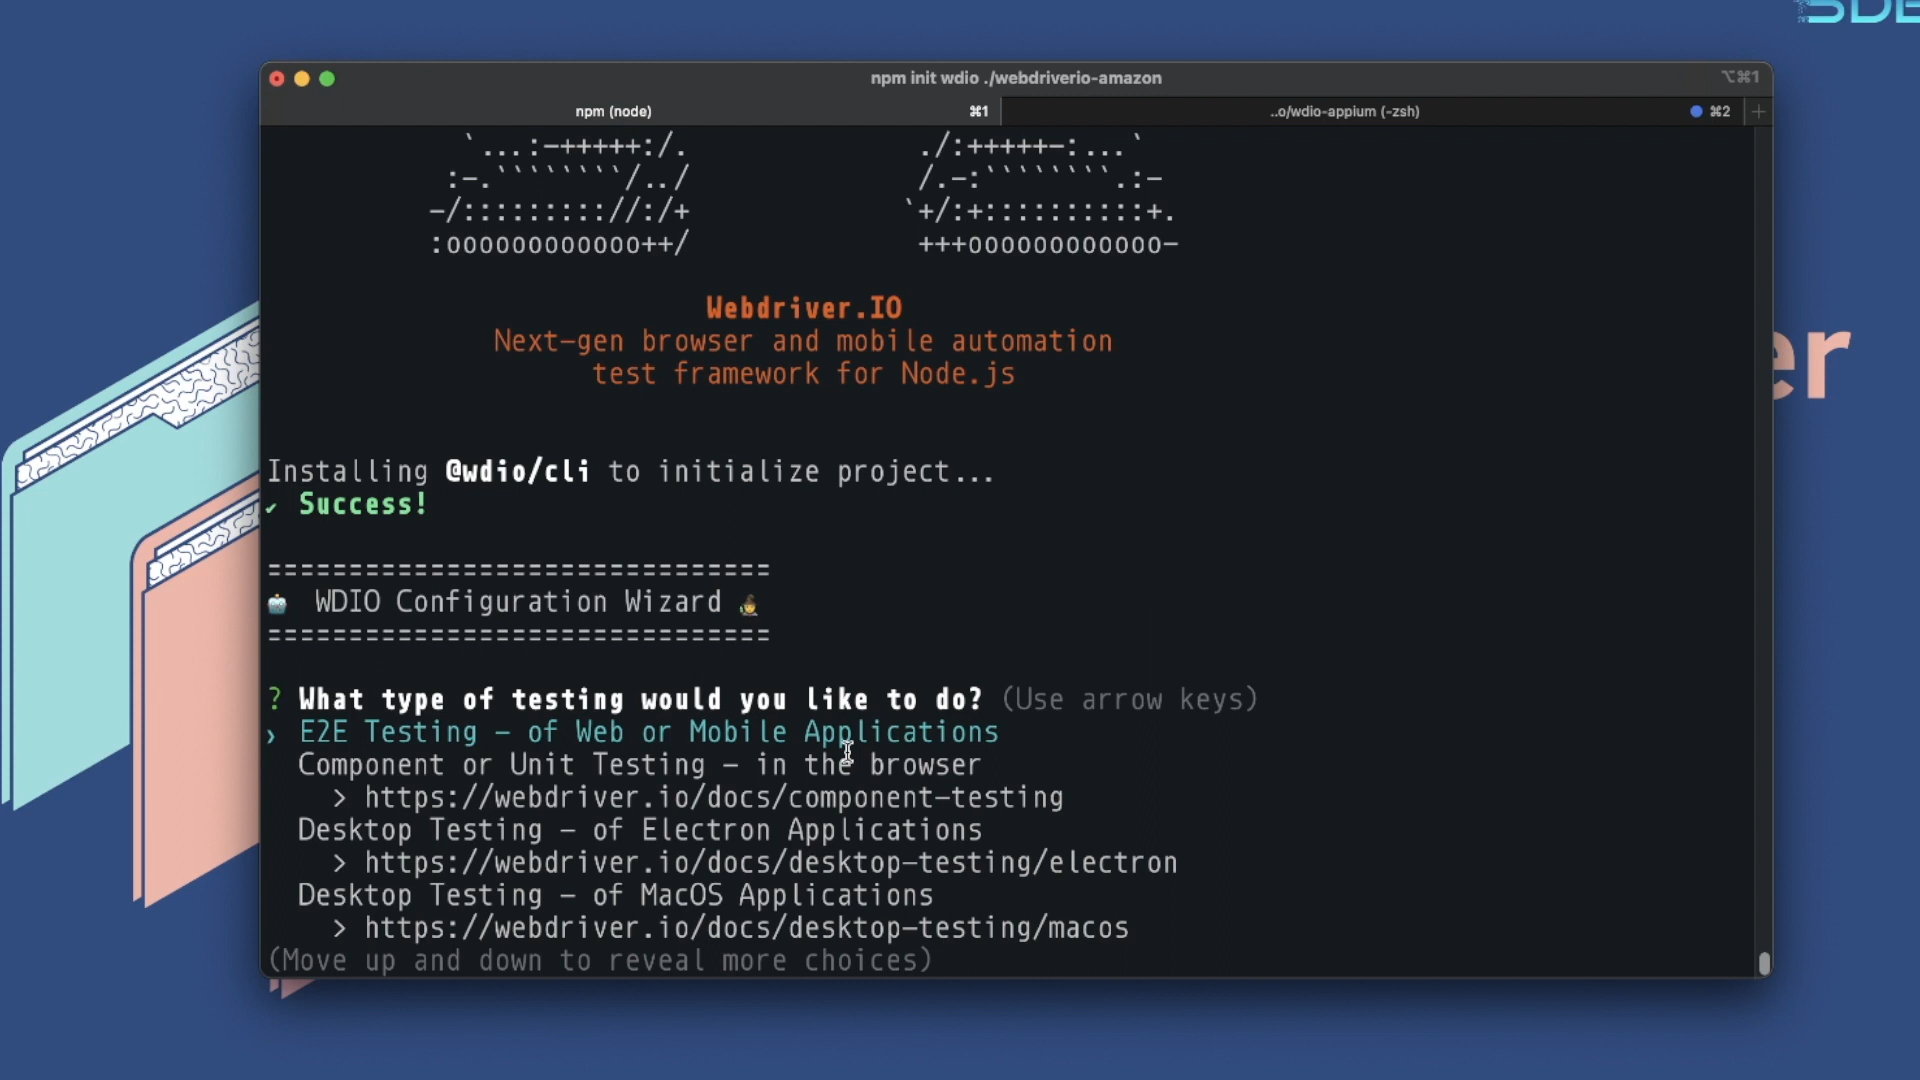 npm init wdio ./webdriverio-amazon
⌥⌘1
npm (node)
⌘1
..o/wdio-appium (-zsh)
⌘2
+
`...:-+++++:/.                ./:+++++-:...`
:-.````````/../                /.-:````````.:-
-/:::::::::://:/+              `+/:+::::::::::+.
:oooooooooooo++/               +++oooooooooooo-
Webdriver.IO
Next-gen browser and mobile automation
test framework for Node.js
Installing @wdio/cli to initialize project...
✔ Success!
===============================
🤖 WDIO Configuration Wizard 🧙
===============================
? What type of testing would you like to do? (Use arrow keys)
❯ E2E Testing - of Web or Mobile Applications
Component or Unit Testing - in the browser
> https://webdriver.io/docs/component-testing
Desktop Testing - of Electron Applications
> https://webdriver.io/docs/desktop-testing/electron
Desktop Testing - of MacOS Applications
> https://webdriver.io/docs/desktop-testing/macos
(Move up and down to reveal more choices)
er